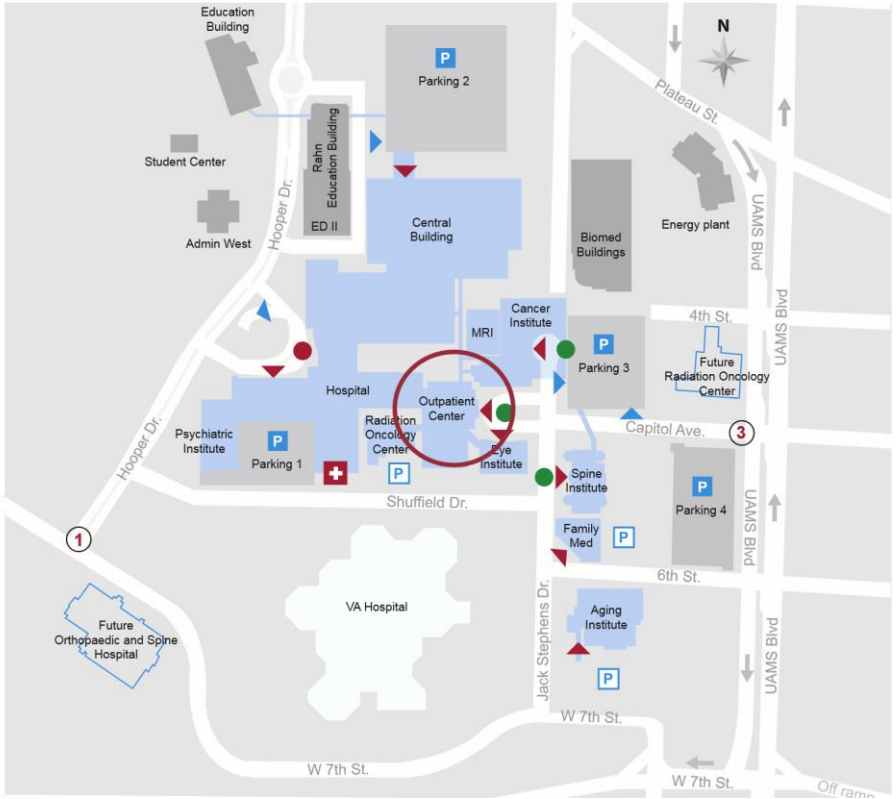 Education
Building
N
P
Parking 2
Plateau St.
Rahn
Education Building
Student Center
Hooper Dr.
ED II
Admin West
Central
Building
Biomed
Buildings
Energy plant
UAMS Blvd
UAMS Blvd
4th St.
Cancer
Institute
MRI
P
Parking 3
Future
Radiation Oncology
Center
Hospital
Outpatient
Center
Capitol Ave.
3
Hooper Dr.
Psychiatric
Institute
P
Parking 1
Radiation
Oncology
Center
P
Eye
Institute
Spine
Institute
P
Parking 4
Shuffield Dr.
UAMS Blvd
1
Family
Med
P
6th St.
VA Hospital
Jack Stephens Dr.
Aging
Institute
P
UAMS Blvd
Future
Orthopaedic and Spine
Hospital
W 7th St.
W 7th St.
W 7th St.
Off ramp